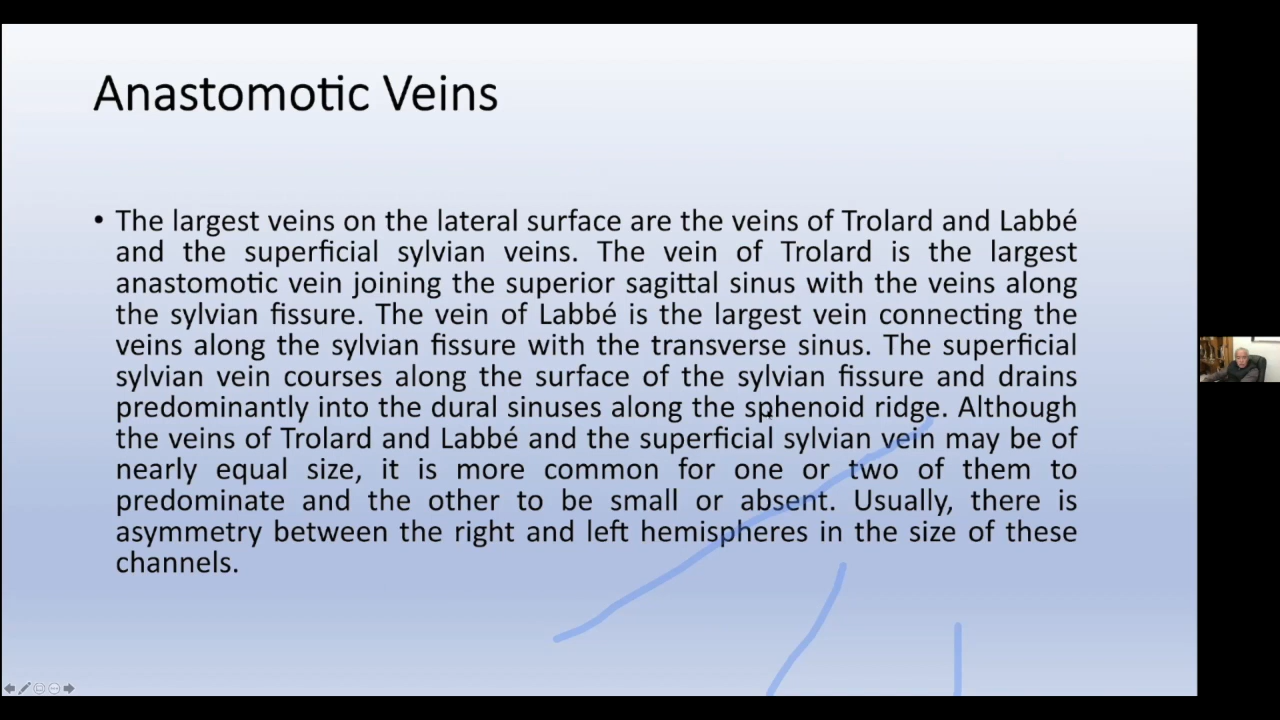 Anastomotic Veins
• The largest veins on the lateral surface are the veins of Trolard and Labbé
and the superficial sylvian veins. The vein of Trolard is the largest
anastomotic vein joining the superior sagittal sinus with the veins along
the sylvian fissure. The vein of Labbé is the largest vein connecting the
veins along the sylvian fissure with the transverse sinus. The superficial
sylvian vein courses along the surface of the sylvian fissure and drains
predominantly into the dural sinuses along the sphenoid ridge. Although
the veins of Trolard and Labbé and the superficial sylvian vein may be of
nearly equal size, it is more common for one or two of them to
predominate and the other to be small or absent. Usually, there is
asymmetry between the right and left hemispheres in the size of these
channels.